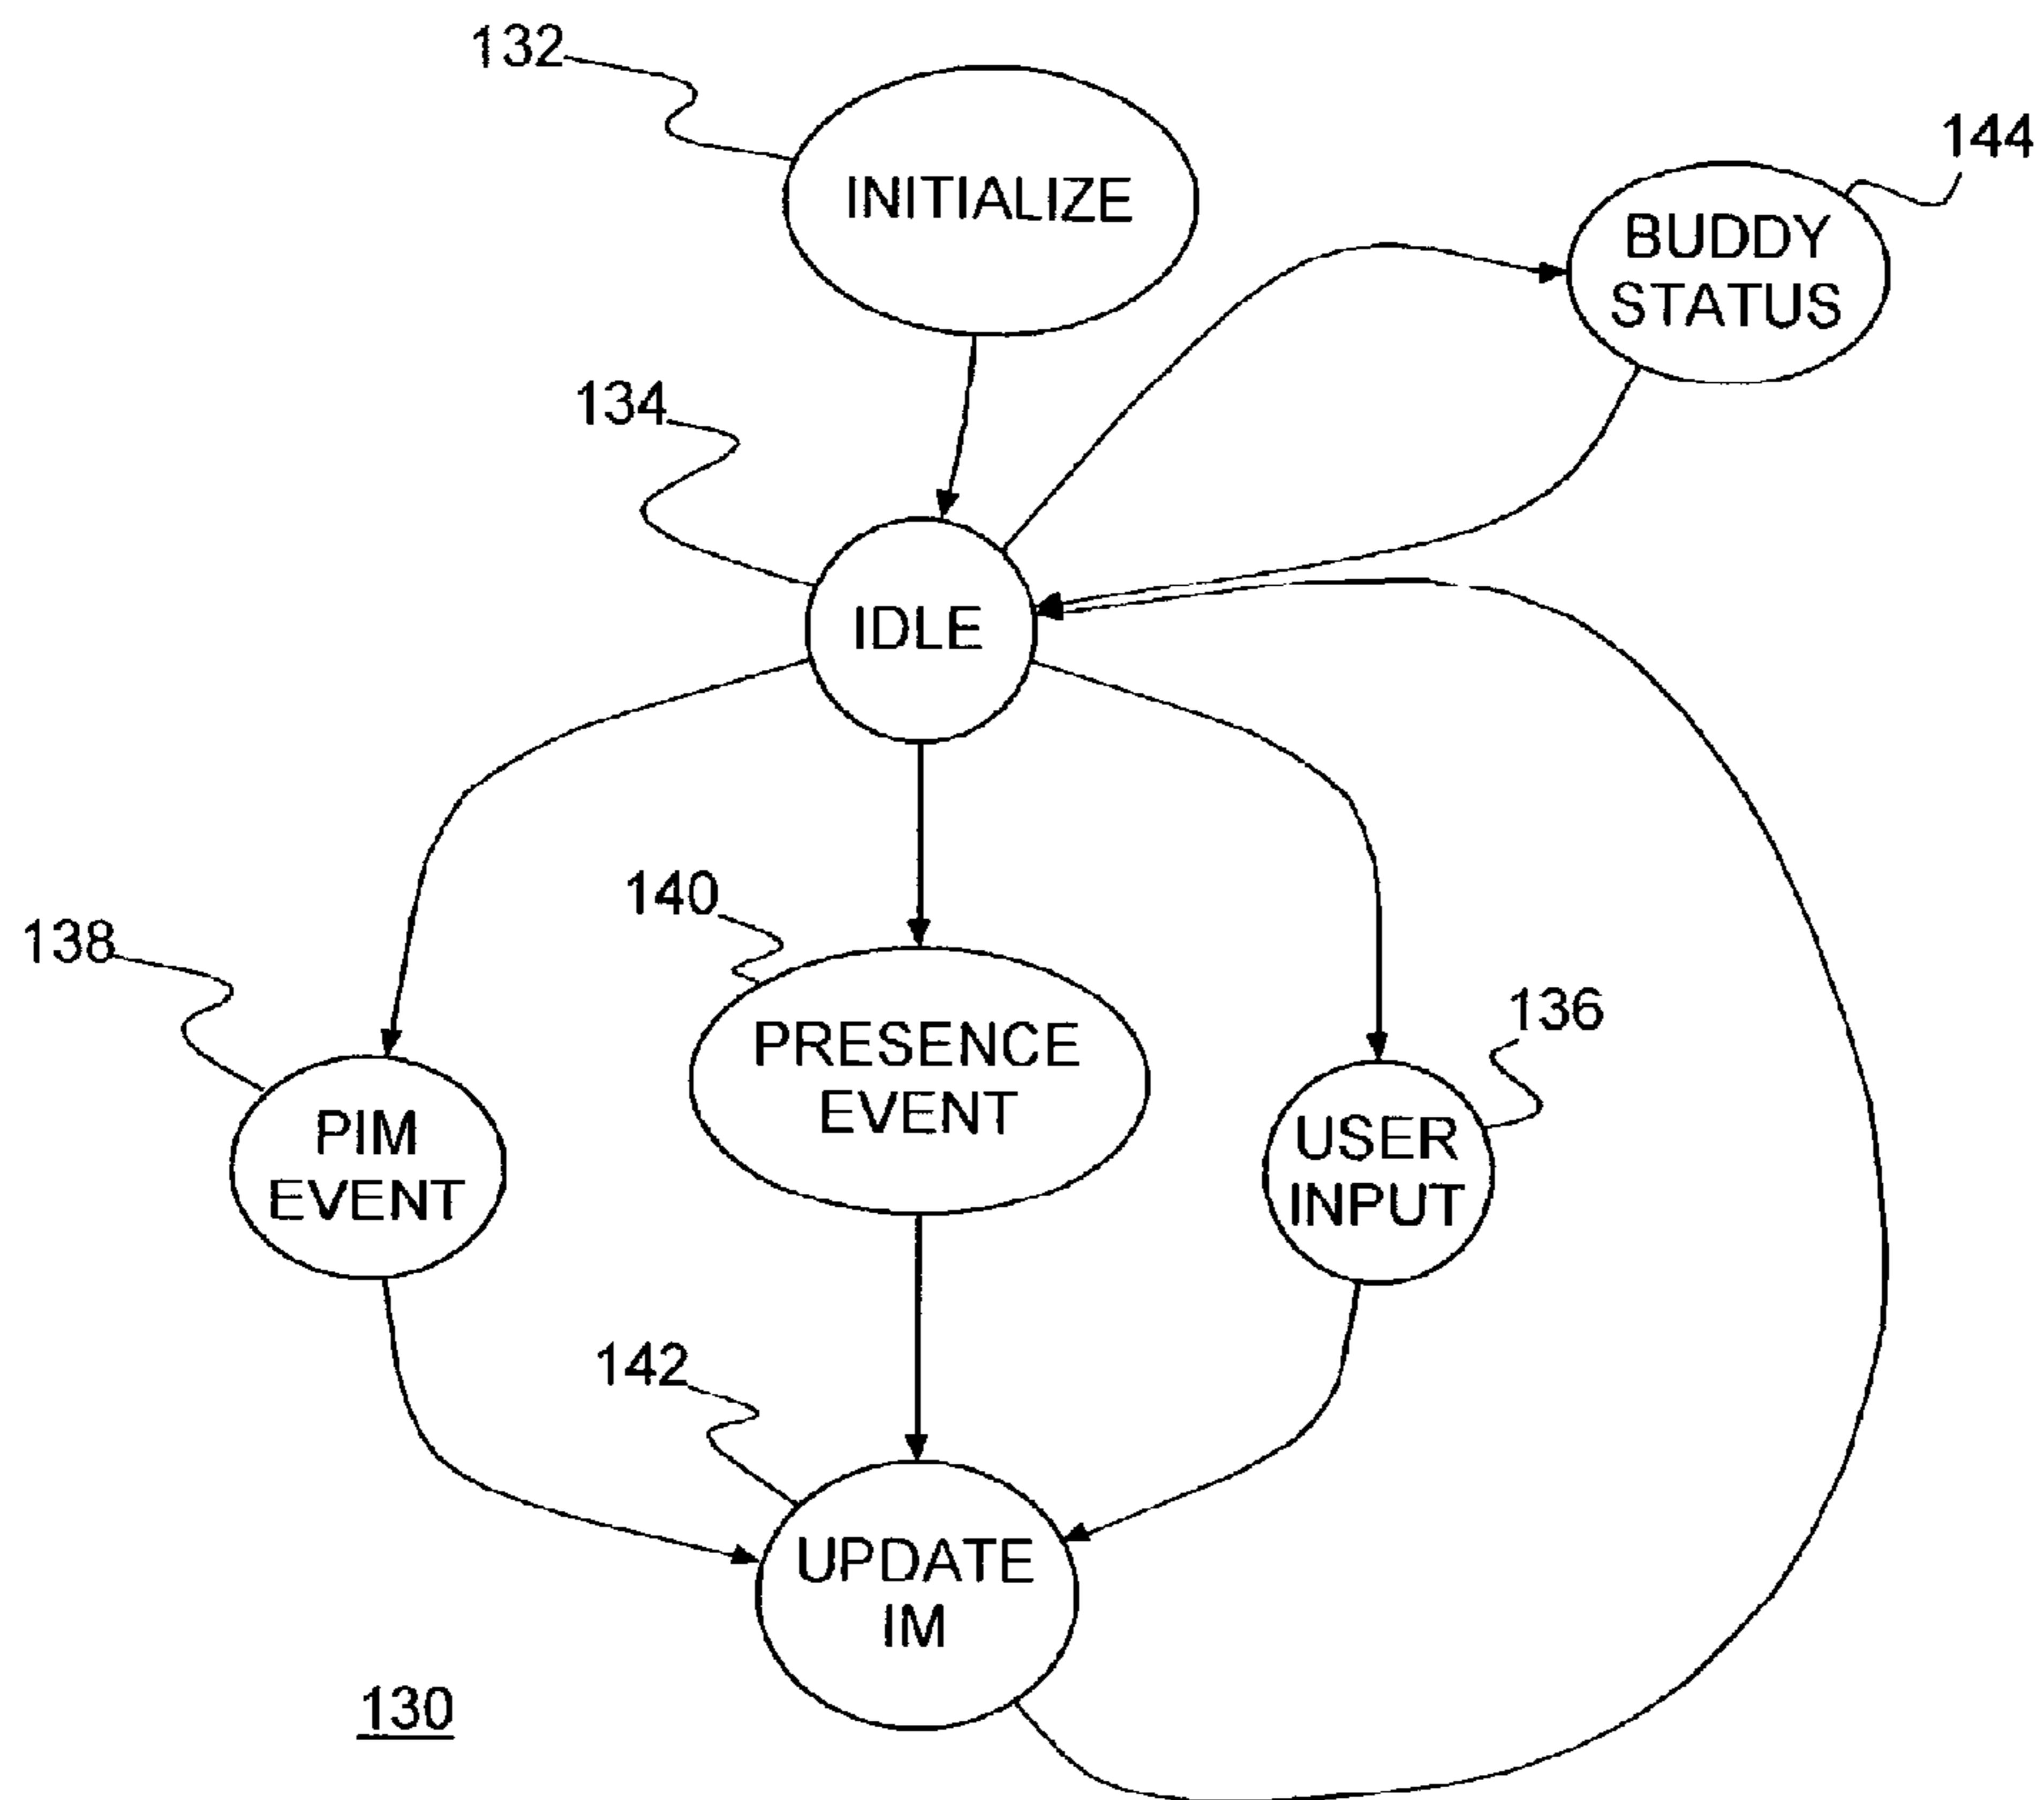 132
INITIALIZE
144
BUDDY
STATUS
134
IDLE
140
138
PRESENCE
EVENT
136
PIM
EVENT
USER
INPUT
142
UPDATE
IM
130